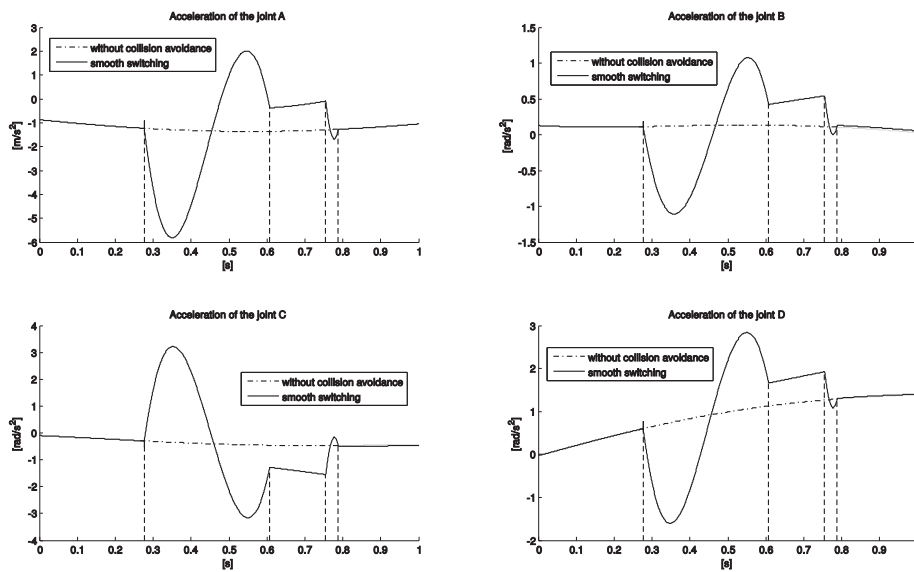 Acceleration of the joint A
3
2
1
0
-1
-2
-3
-4
-5
-6
[m/s²]
without collision avoidance
smooth switching
0 0.1 0.2 0.3 0.4 0.5 0.6 0.7 0.8 0.9 1
[s]
Acceleration of the joint B
1.5
1
0.5
0
-0.5
-1
-1.5
[rad/s²]
without collision avoidance
smooth switching
0 0.1 0.2 0.3 0.4 0.5 0.6 0.7 0.8 0.9
[s]
Acceleration of the joint C
4
3
2
1
0
-1
-2
-3
-4
[rad/s²]
without collision avoidance
smooth switching
0 0.1 0.2 0.3 0.4 0.5 0.6 0.7 0.8 0.9 1
[s]
Acceleration of the joint D
3
2
1
0
-1
-2
[rad/s²]
without collision avoidance
smooth switching
0 0.1 0.2 0.3 0.4 0.5 0.6 0.7 0.8 0.9
[s]